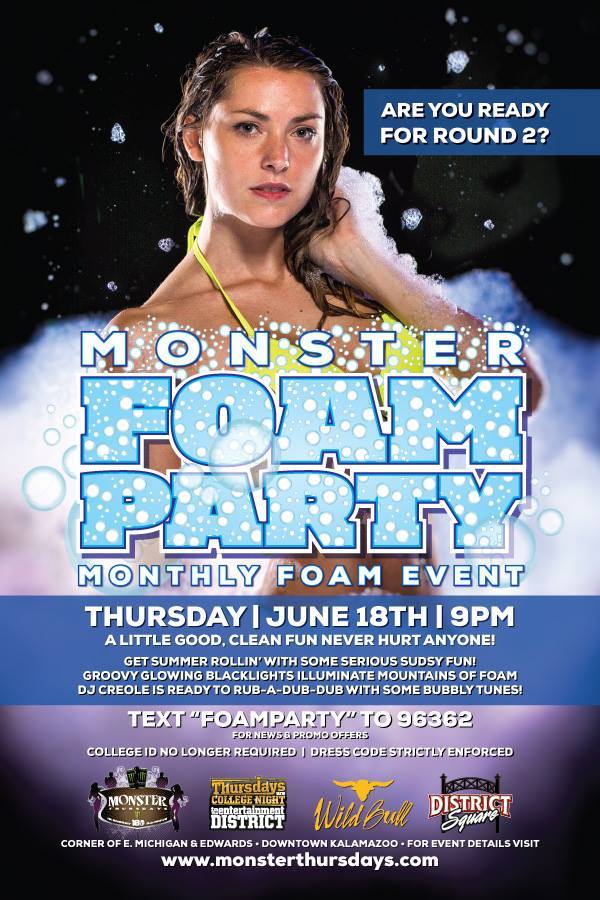 ARE YOU READY
FOR ROUND 2?
MONSTER
FOAM
PARTY
MONTHLY FOAM EVENT
THURSDAY | JUNE 18TH | 9PM
A LITTLE GOOD, CLEAN FUN NEVER HURT ANYONE!
GET SUMMER ROLLIN' WITH SOME SERIOUS SUDSY FUN!
GROOVY GLOWING BLACKLIGHTS ILLUMINATE MOUNTAINS OF FOAM
DJ CREOLE IS READY TO RUB-A-DUB-DUB WITH SOME BUBBLY TUNES!
TEXT "FOAMPARTY" TO 96362
FOR NEWS & PROMO OFFERS
COLLEGE ID NO LONGER REQUIRED | DRESS CODE STRICTLY ENFORCED
MONSTER
THURSDAYS
Thursdays
COLLEGE NIGHT
entertainment
DISTRICT
Wild Bull
DISTRICT
Square
CORNER OF E. MICHIGAN & EDWARDS • DOWNTOWN KALAMAZOO • FOR EVENT DETAILS VISIT
www.monsterthursdays.com